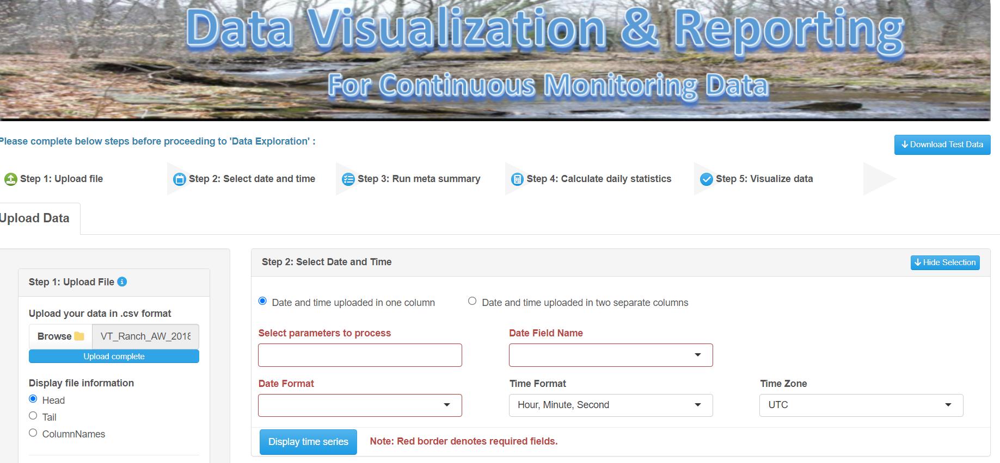 Data Visualization & Reporting
For Continuous Monitoring Data
Please complete below steps before proceeding to 'Data Exploration' :
Download Test Data
Step 1: Upload file
Step 2: Select date and time
Step 3: Run meta summary
Step 4: Calculate daily statistics
Step 5: Visualize data
Upload Data
Step 1: Upload File
Upload your data in .csv format
Browse
VT_Ranch_AW_2018
Upload complete
Display file information
Head
Tail
ColumnNames
Step 2: Select Date and Time
Hide Selection
Date and time uploaded in one column
Date and time uploaded in two separate columns
Select parameters to process
Date Field Name
Date Format
Time Format
Time Zone
Hour, Minute, Second
UTC
Display time series
Note: Red border denotes required fields.